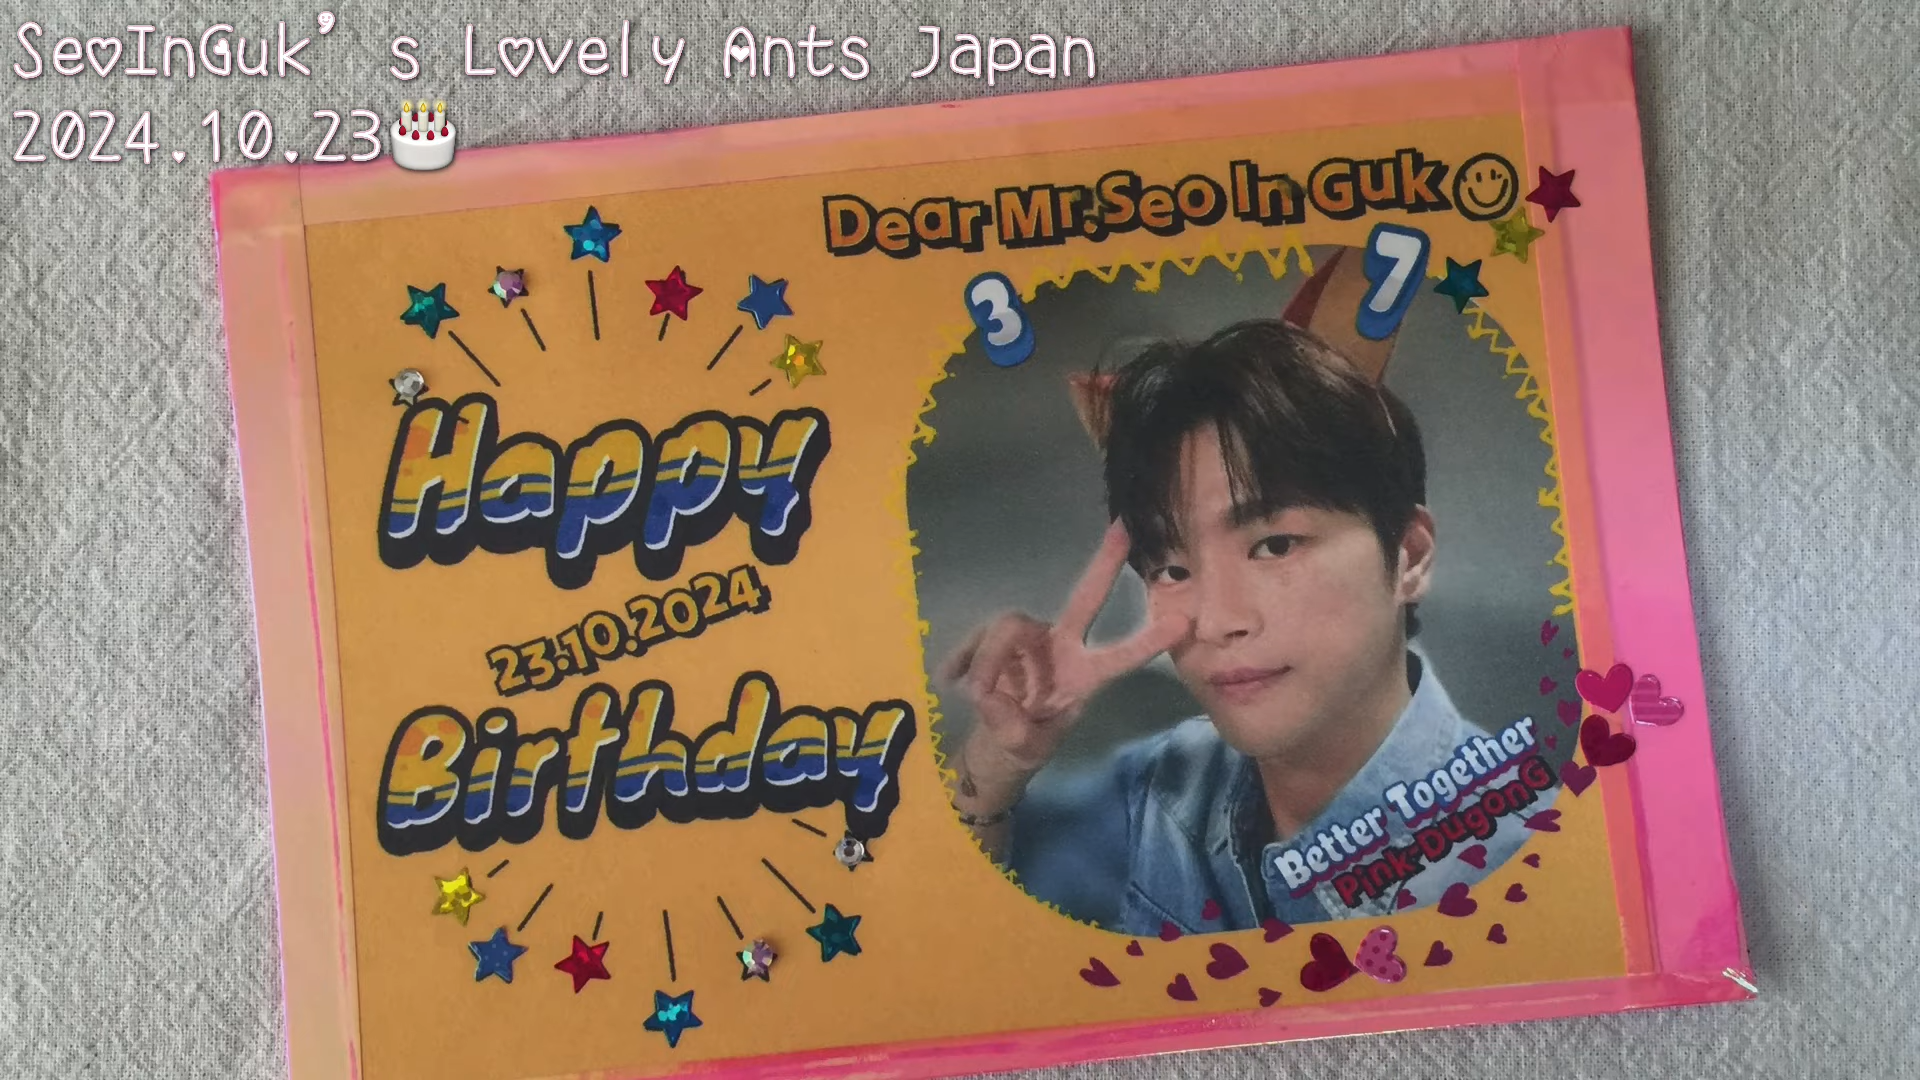 SeoInGuk's Lovely Ants Japan
2024.10.23🎂
Dear Mr.Seo In Guk☺
3 7
Happy
23.10.2024
Birthday
Better Together
Pink-DugonG